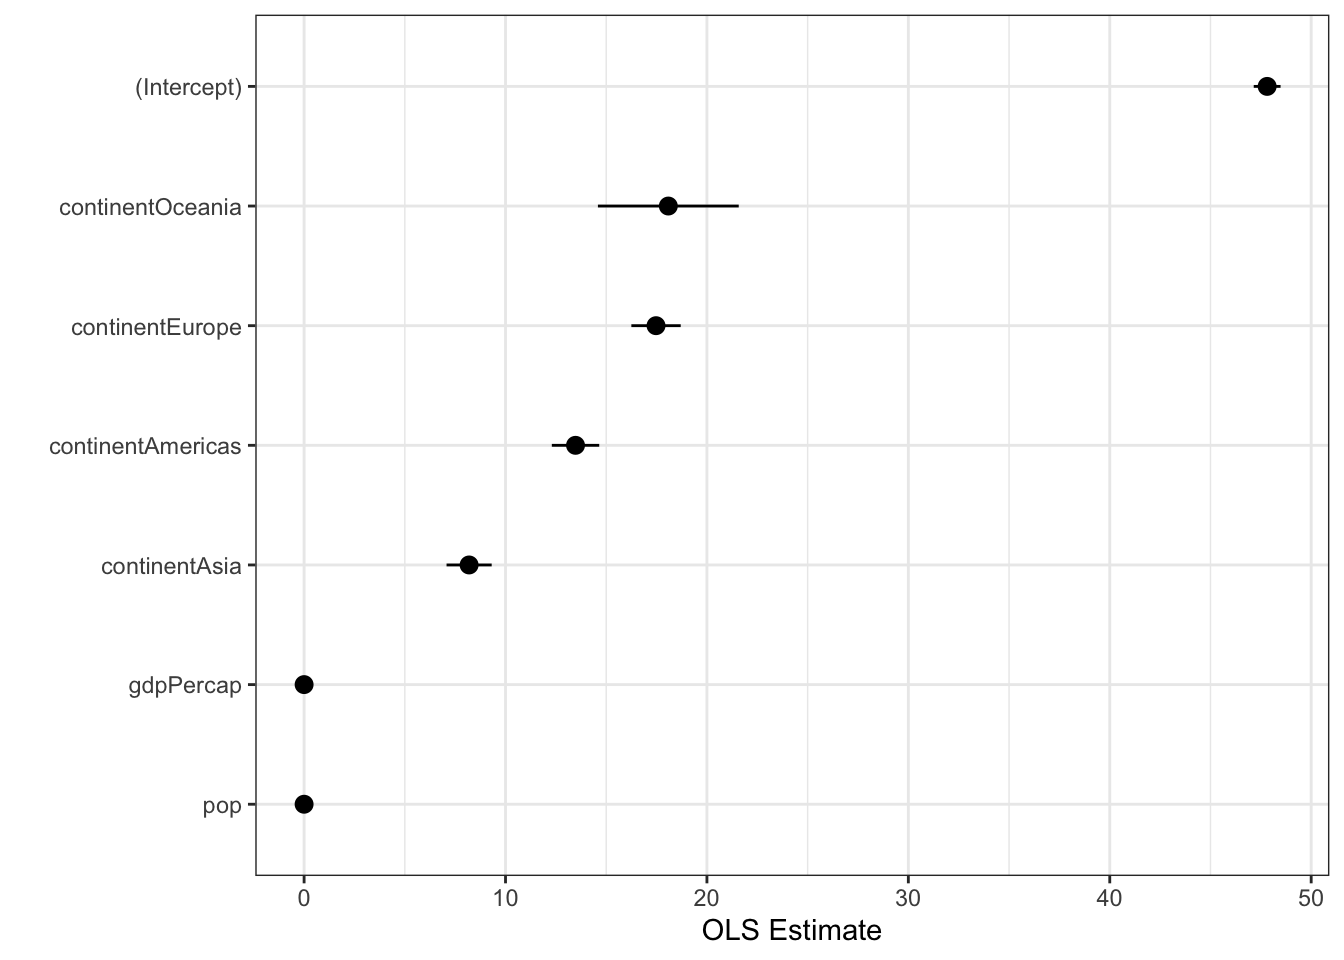 (Intercept)
continentOceania
continentEurope
continentAmericas
continentAsia
gdpPercap
pop
0 10 20 30 40 50
OLS Estimate